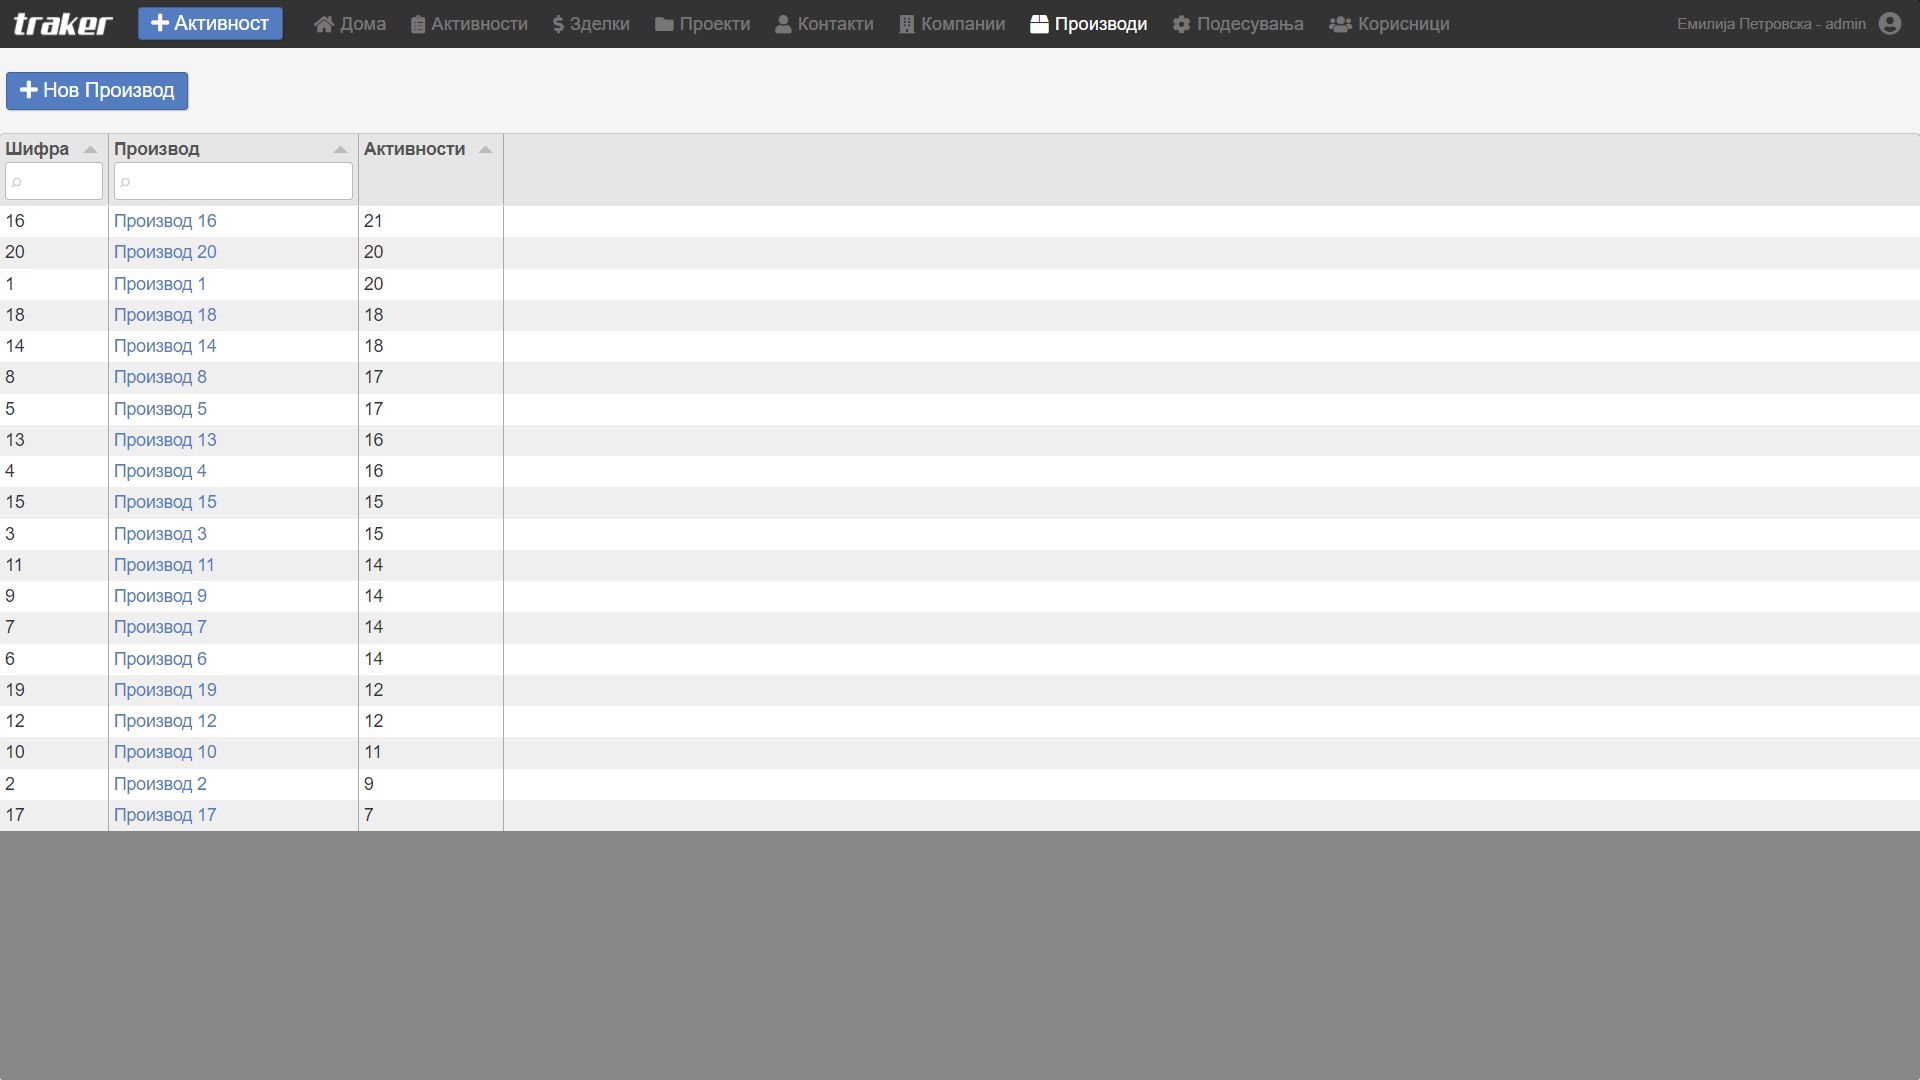 traker Активност Дома Активности Зделки Проекти Контакти Компании Производи Подесувања Корисници Емилија Петровска - admin
Нов Производ
Шифра Производ Активности
16 Производ 16 21
20 Производ 20 20
1 Производ 1 20
18 Производ 18 18
14 Производ 14 18
8 Производ 8 17
5 Производ 5 17
13 Производ 13 16
4 Производ 4 16
15 Производ 15 15
3 Производ 3 15
11 Производ 11 14
9 Производ 9 14
7 Производ 7 14
6 Производ 6 14
19 Производ 19 12
12 Производ 12 12
10 Производ 10 11
2 Производ 2 9
17 Производ 17 7